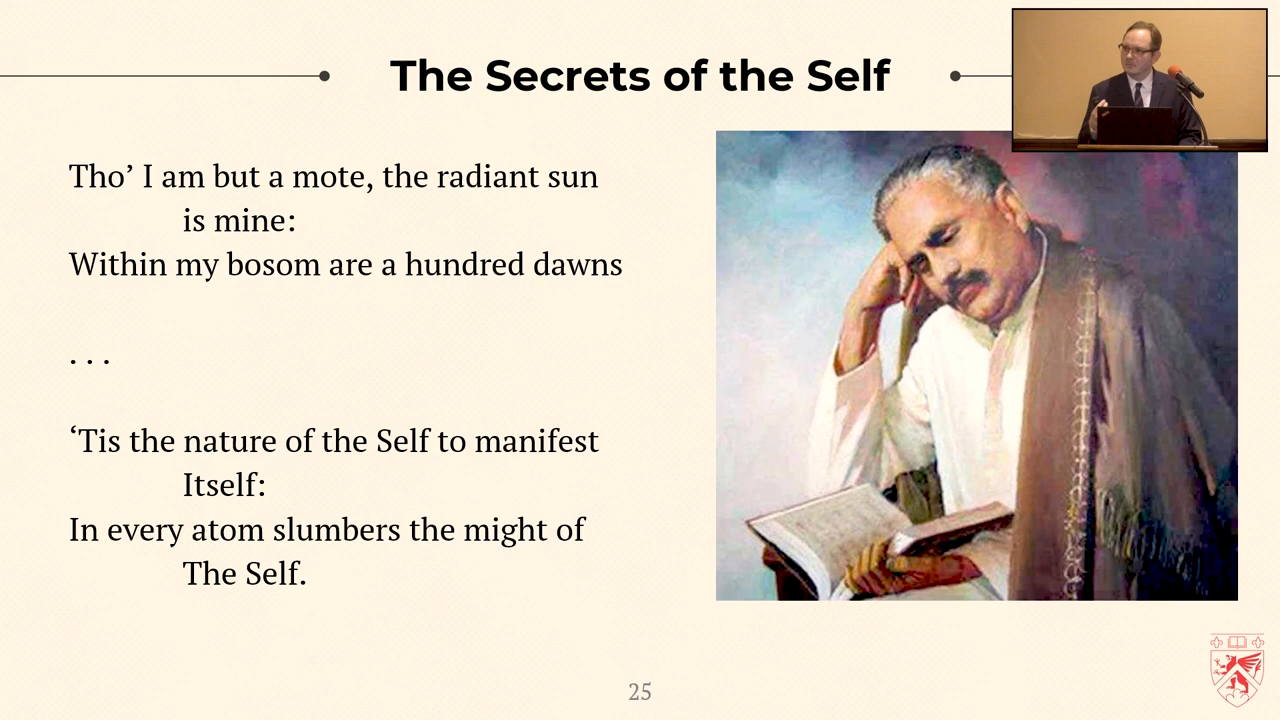 The Secrets of the Self
Tho’ I am but a mote, the radiant sun
is mine:
Within my bosom are a hundred dawns
. . .
‘Tis the nature of the Self to manifest
Itself:
In every atom slumbers the might of
The Self.
25